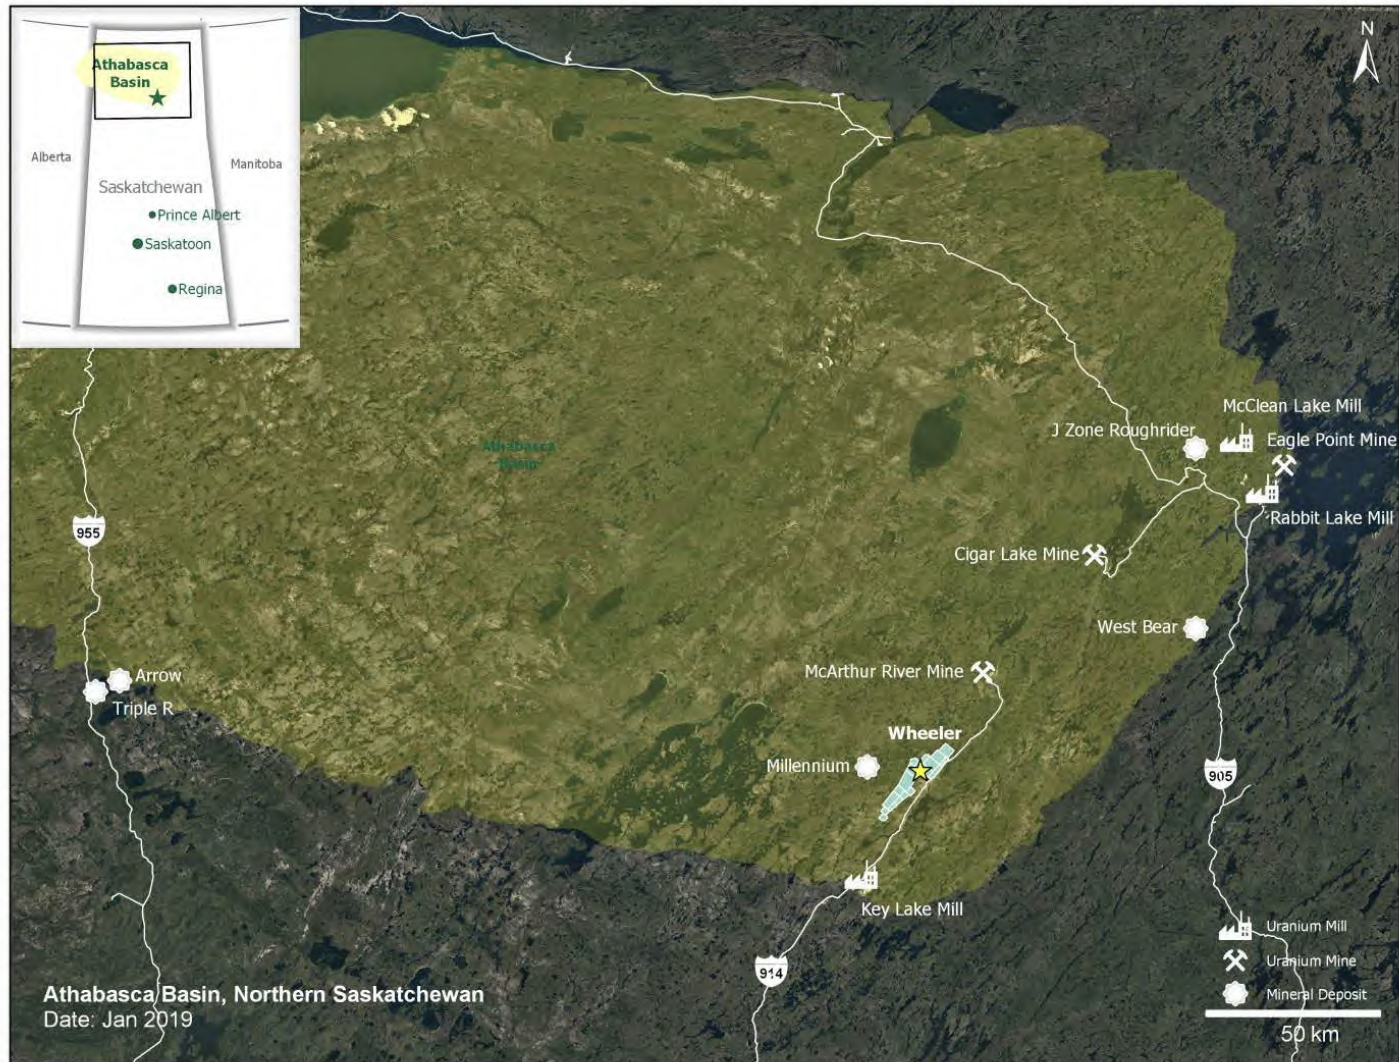 N
Athabasca
Basin
Alberta
Manitoba
Saskatchewan
Prince Albert
Saskatoon
Regina
McClean Lake Mill
J Zone Roughrider
Eagle Point Mine
Athabasca
Basin
Rabbit Lake Mill
955
Cigar Lake Mine
West Bear
McArthur River Mine
Arrow
Triple R
Wheeler
Millennium
905
Key Lake Mill
Uranium Mill
914
Uranium Mine
Athabasca Basin, Northern Saskatchewan
Mineral Deposit
Date: Jan 2019
50 km